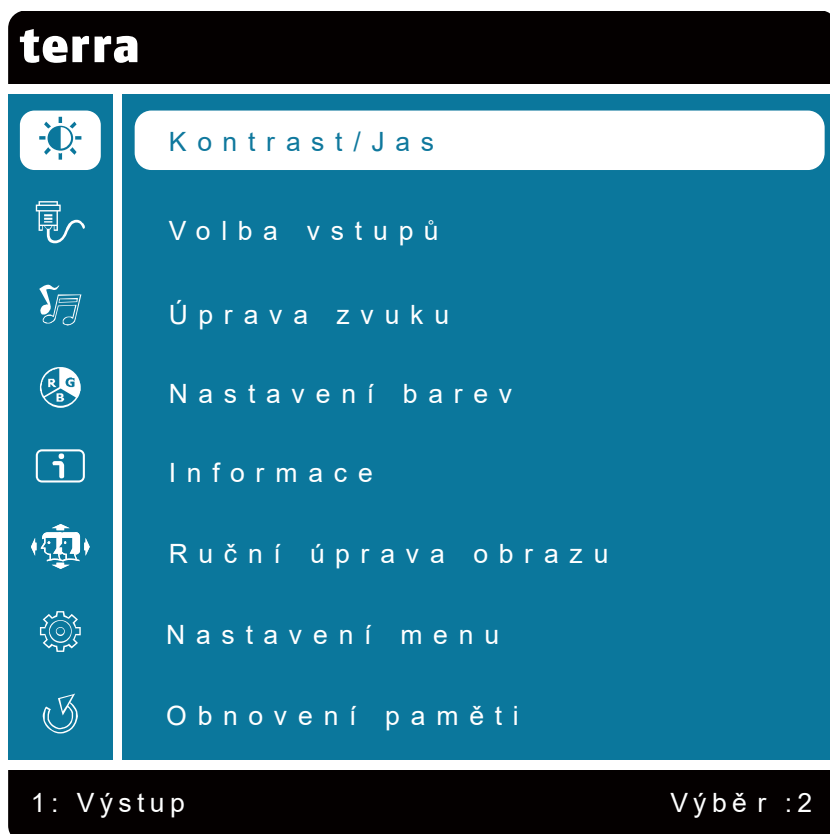 terra
Kontrast/Jas
Volba vstupů
Úprava zvuku
R G
B
Nastavení barev
i
Informace
Ruční úprava obrazu
Nastavení menu
Obnovení paměti
1: Výstup
Výběr :2